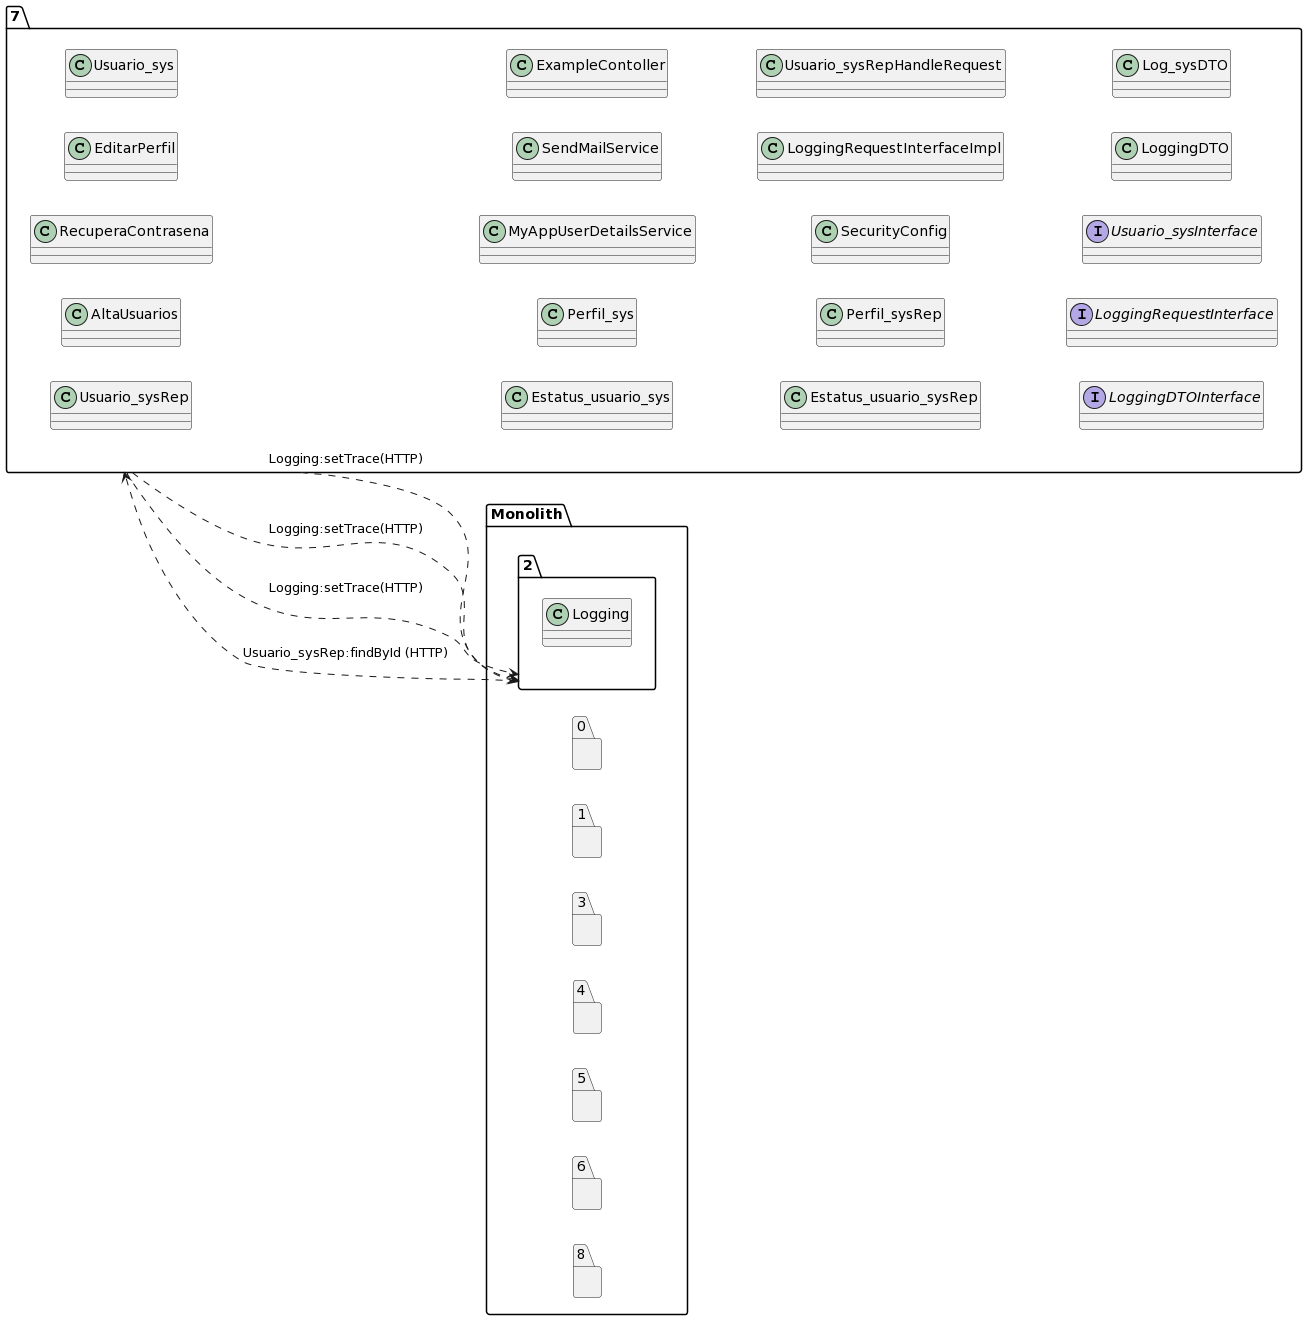 7
C Usuario_sys
C ExampleContoller
C Usuario_sysRepHandleRequest
C Log_sysDTO
C EditarPerfil
C SendMailService
C LoggingRequestInterfaceImpl
C LoggingDTO
C RecuperaContrasena
C MyAppUserDetailsService
C SecurityConfig
I Usuario_sysInterface
C AltaUsuarios
C Perfil_sys
C Perfil_sysRep
I LoggingRequestInterface
C Usuario_sysRep
C Estatus_usuario_sys
C Estatus_usuario_sysRep
I LoggingDTOInterface
Logging:setTrace(HTTP)
Monolith
Logging:setTrace(HTTP)
2
Logging:setTrace(HTTP)
C Logging
Usuario_sysRep:findById (HTTP)
0
1
3
4
5
6
8